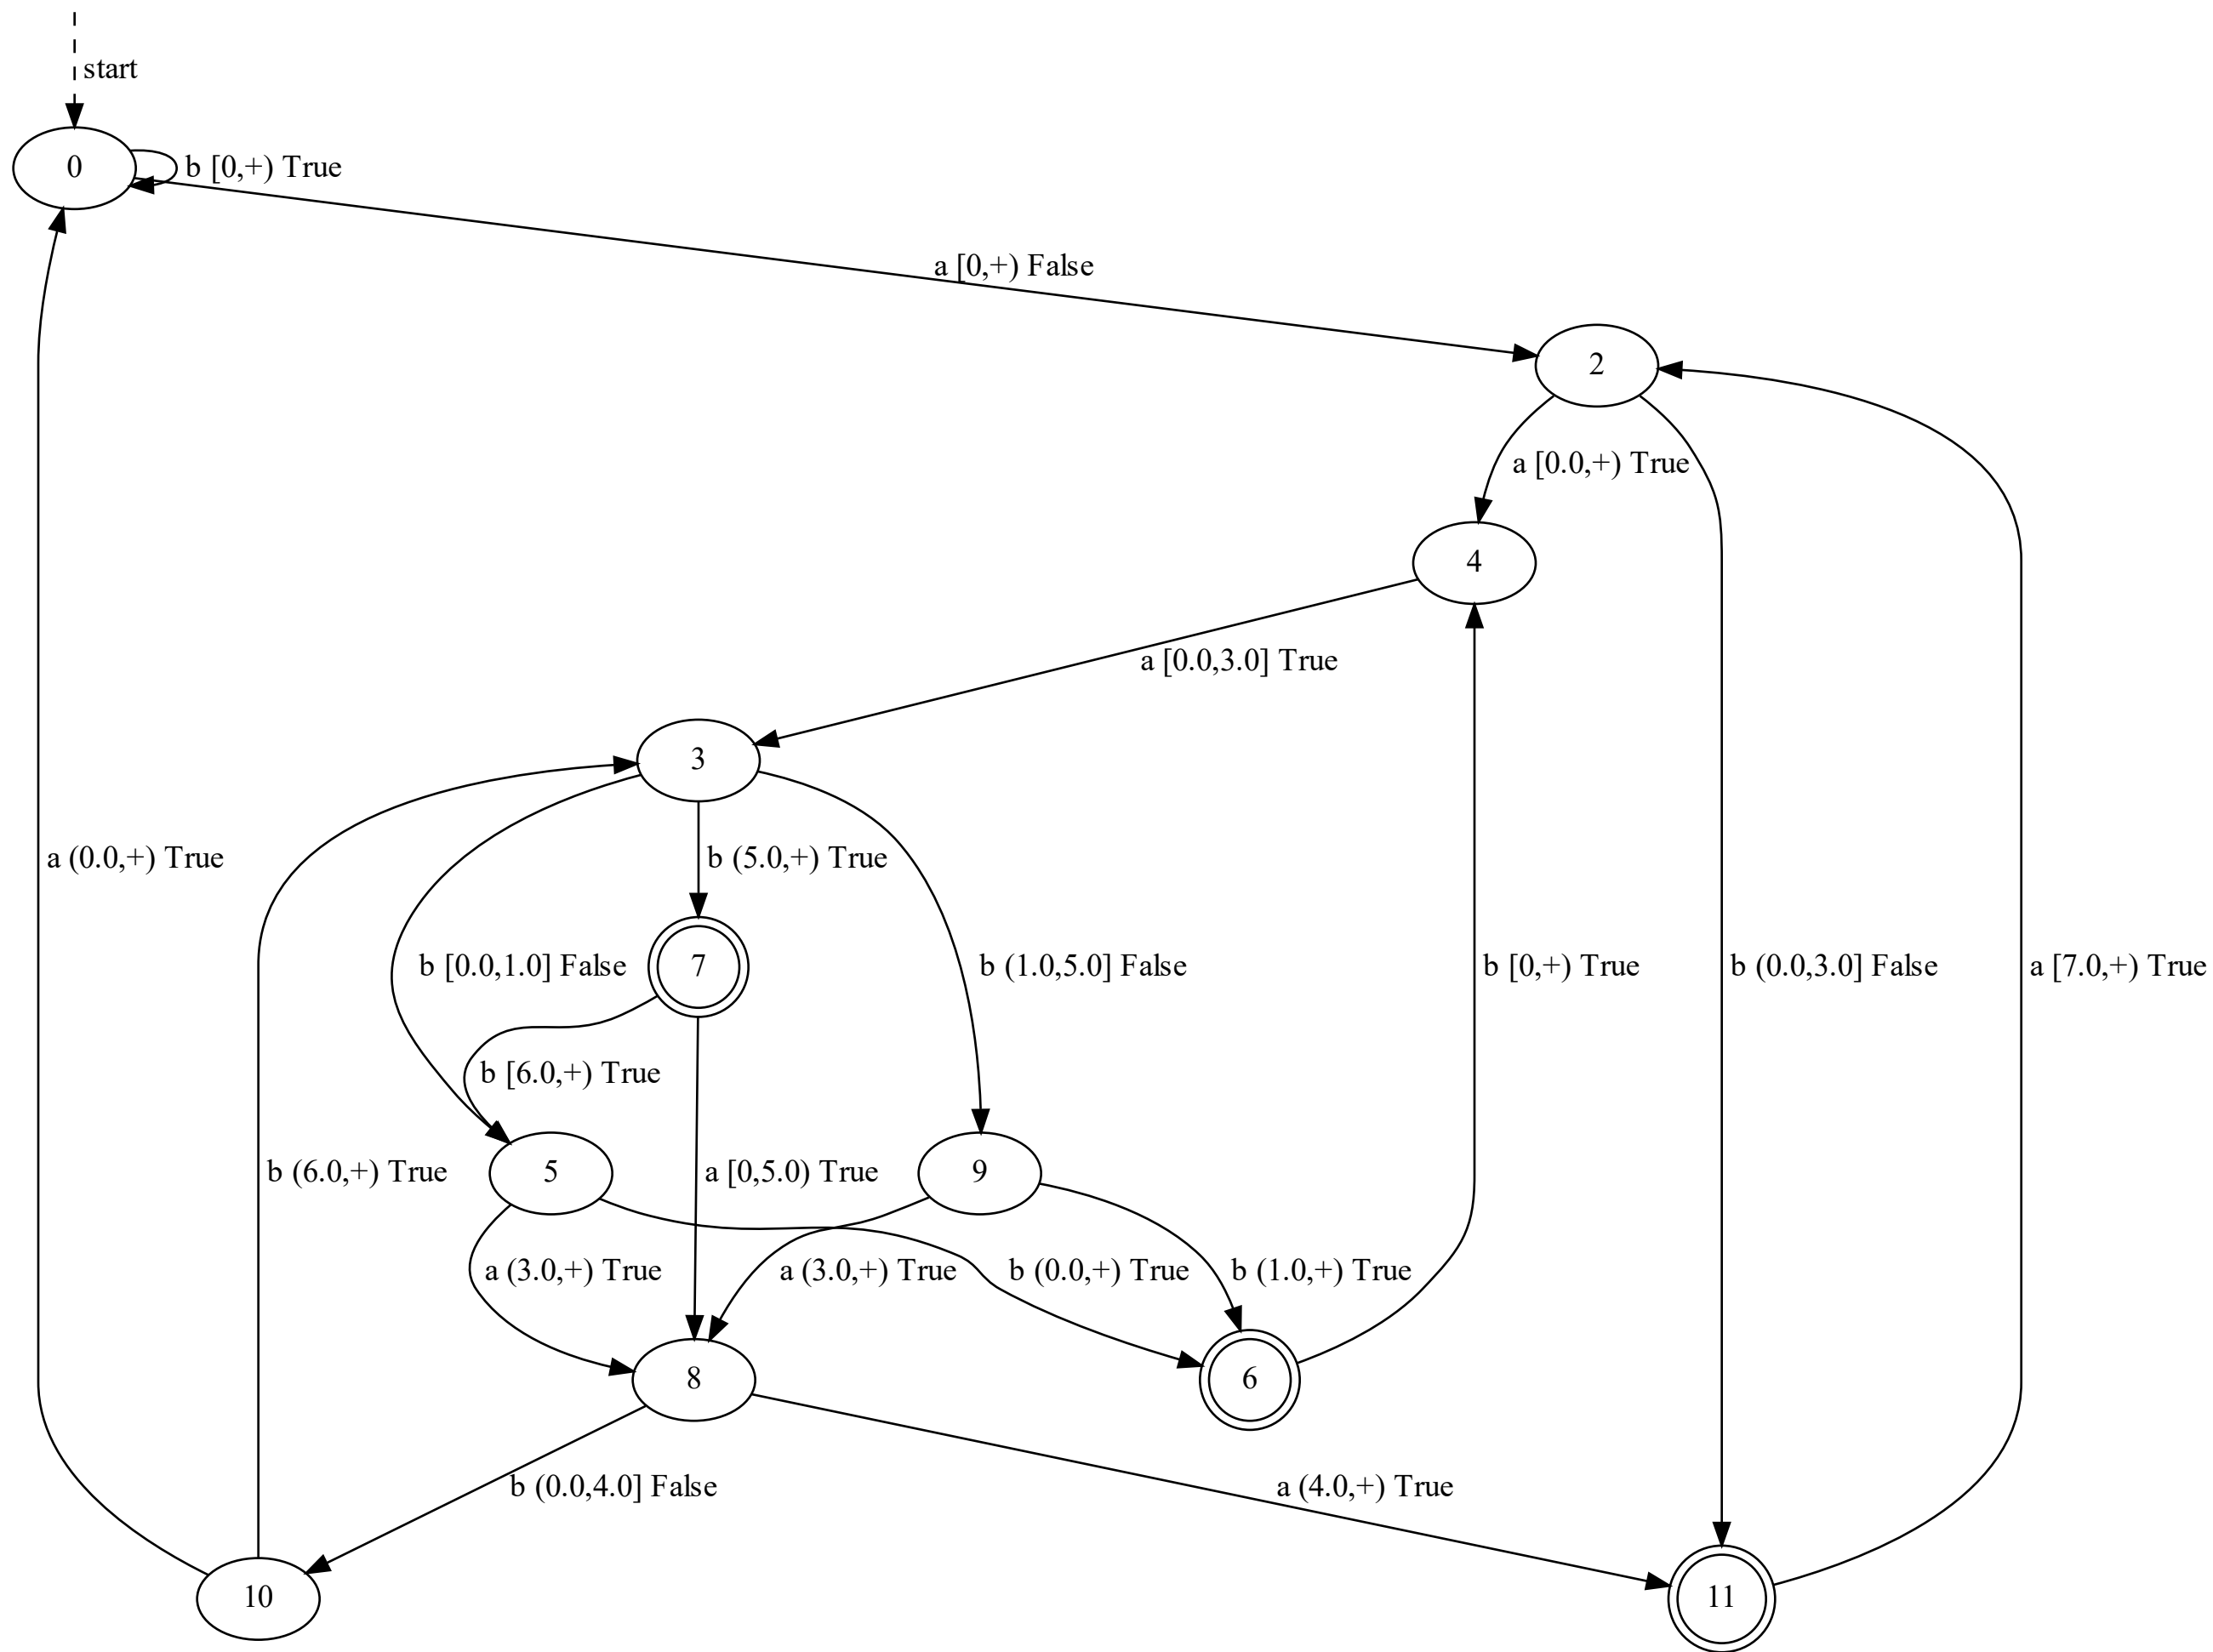 start
0
b [0,+) True
a [0,+) False
2
a [0.0,+) True
4
a [0.0,3.0] True
3
a (0.0,+) True
b (5.0,+) True
b [0.0,1.0] False
7
b (1.0,5.0] False
b [0,+) True
b (0.0,3.0] False
a [7.0,+) True
b [6.0,+) True
b (6.0,+) True
5
a [0,5.0) True
9
a (3.0,+) True
a (3.0,+) True
b (0.0,+) True
b (1.0,+) True
8
6
b (0.0,4.0] False
a (4.0,+) True
10
11